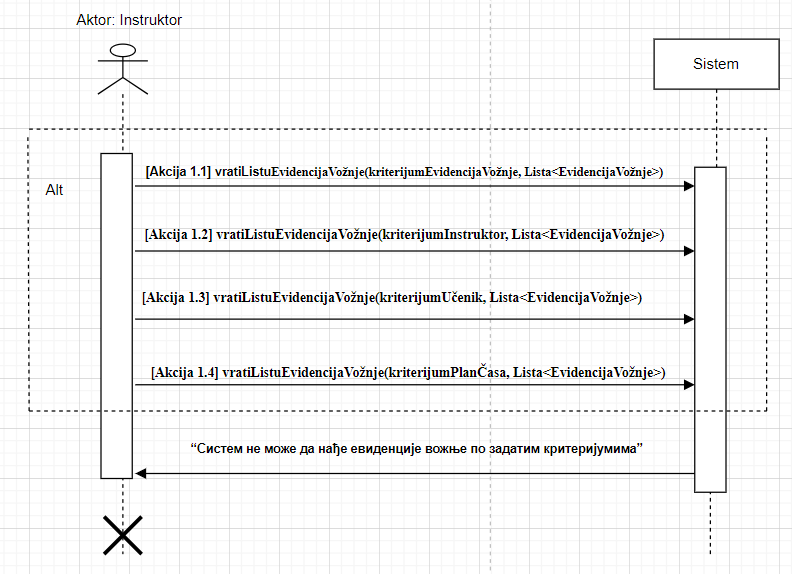 Aktor: Instruktor
Sistem
Alt
[Akcija 1.1] vratiListuEvidencijaVožnje(kriterijumEvidencijaVožnje, Lista<EvidencijaVožnje>)
[Akcija 1.2] vratiListuEvidencijaVožnje(kriterijumInstruktor, Lista<EvidencijaVožnje>)
[Akcija 1.3] vratiListuEvidencijaVožnje(kriterijumUčenik, Lista<EvidencijaVožnje>)
[Akcija 1.4] vratiListuEvidencijaVožnje(kriterijumPlanČasa, Lista<EvidencijaVožnje>)
“Систем не може да нађе евиденције вожње по задатим критеријумима”